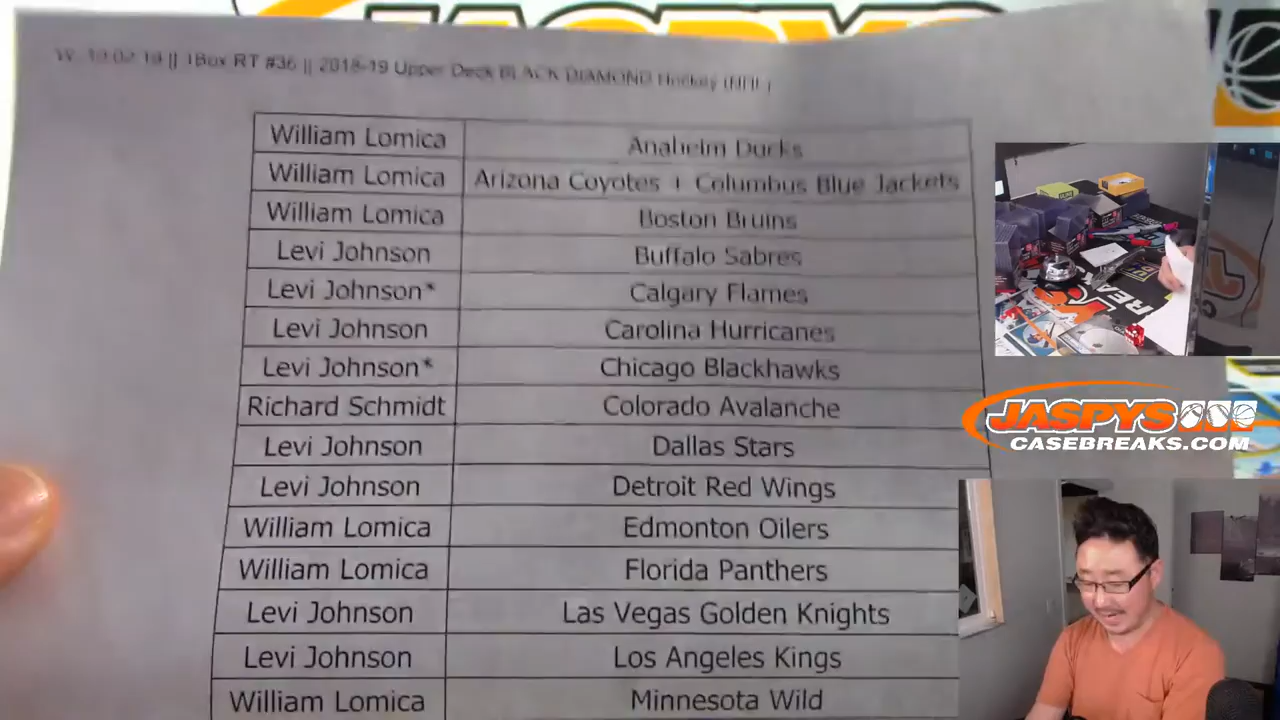 JASPYS
|| 1Box RT #36 || 2018-19 Upper Deck BLACK DIAMOND Hockey (NHL)
William Lomica Anaheim Ducks
William Lomica Arizona Coyotes + Columbus Blue Jackets
William Lomica Boston Bruins
Levi Johnson Buffalo Sabres
Levi Johnson* Calgary Flames
Levi Johnson Carolina Hurricanes
Levi Johnson* Chicago Blackhawks
Richard Schmidt Colorado Avalanche
Levi Johnson Dallas Stars
Levi Johnson Detroit Red Wings
William Lomica Edmonton Oilers
William Lomica Florida Panthers
Levi Johnson Las Vegas Golden Knights
Levi Johnson Los Angeles Kings
William Lomica Minnesota Wild
JASPYS
CASEBREAKS.COM